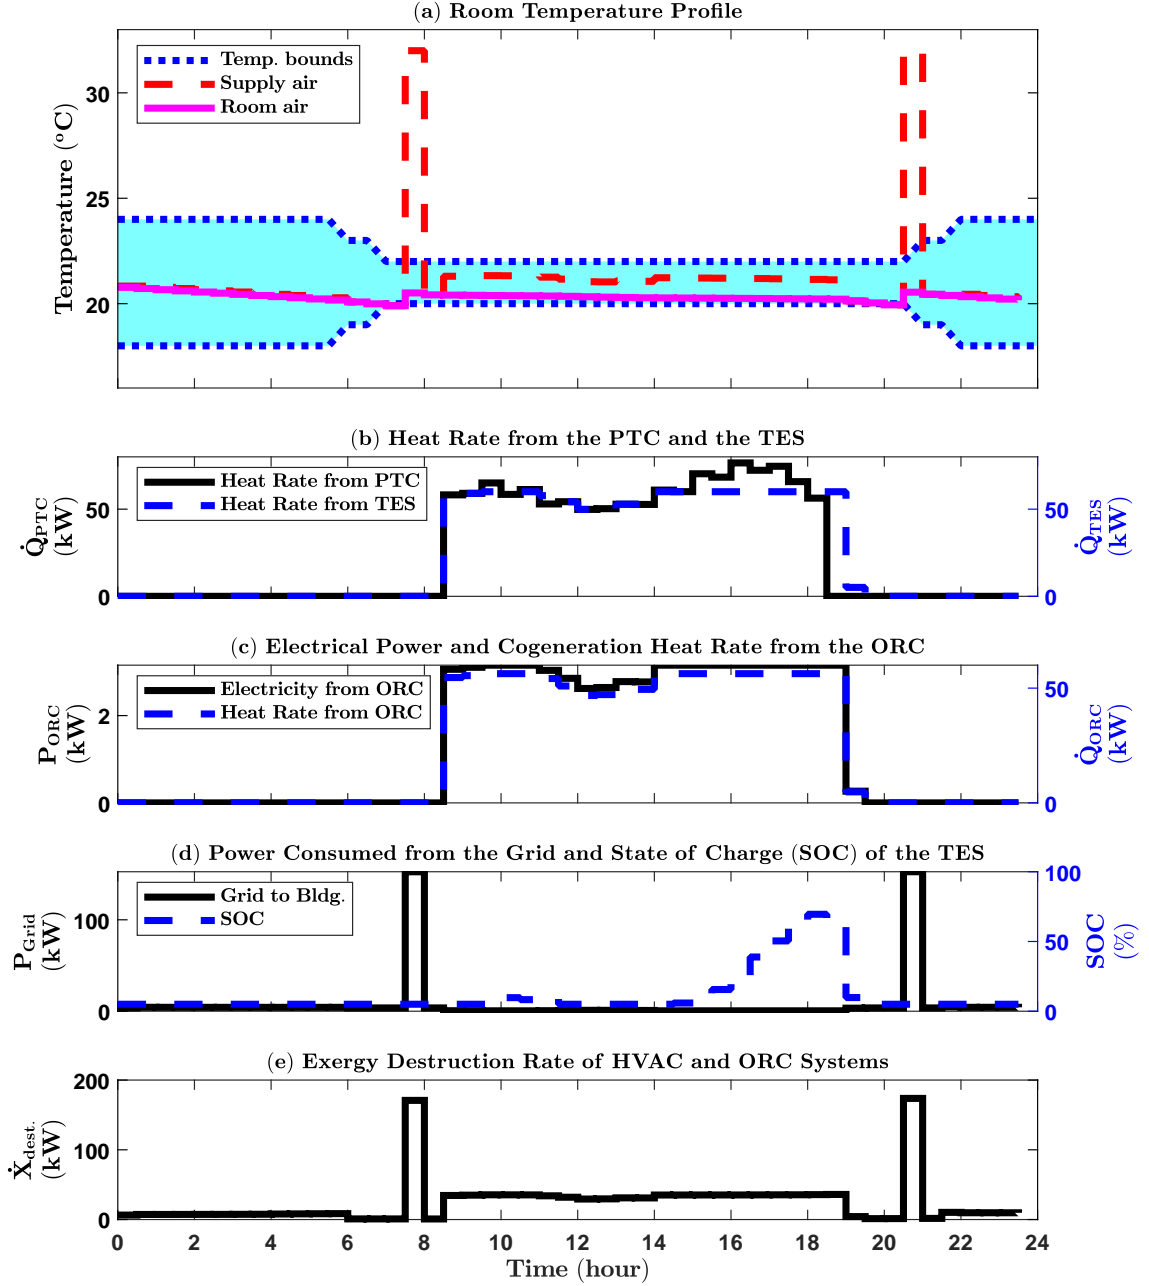 (a) Room Temperature Profile
Temp. bounds
Supply air
Room air
Temperature (°C)
30
25
20
(b) Heat Rate from the PTC and the TES
Heat Rate from PTC
Heat Rate from TES
Q̇PTC
(kW)
50
0
Q̇TES
(kW)
50
0
(c) Electrical Power and Cogeneration Heat Rate from the ORC
Electricity from ORC
Heat Rate from ORC
PORC
(kW)
2
0
Q̇ORC
(kW)
50
0
(d) Power Consumed from the Grid and State of Charge (SOC) of the TES
Grid to Bldg.
SOC
PGrid
(kW)
100
0
SOC
(%)
100
50
0
(e) Exergy Destruction Rate of HVAC and ORC Systems
Ẋdest.
(kW)
200
100
0
0 2 4 6 8 10 12 14 16 18 20 22 24
Time (hour)